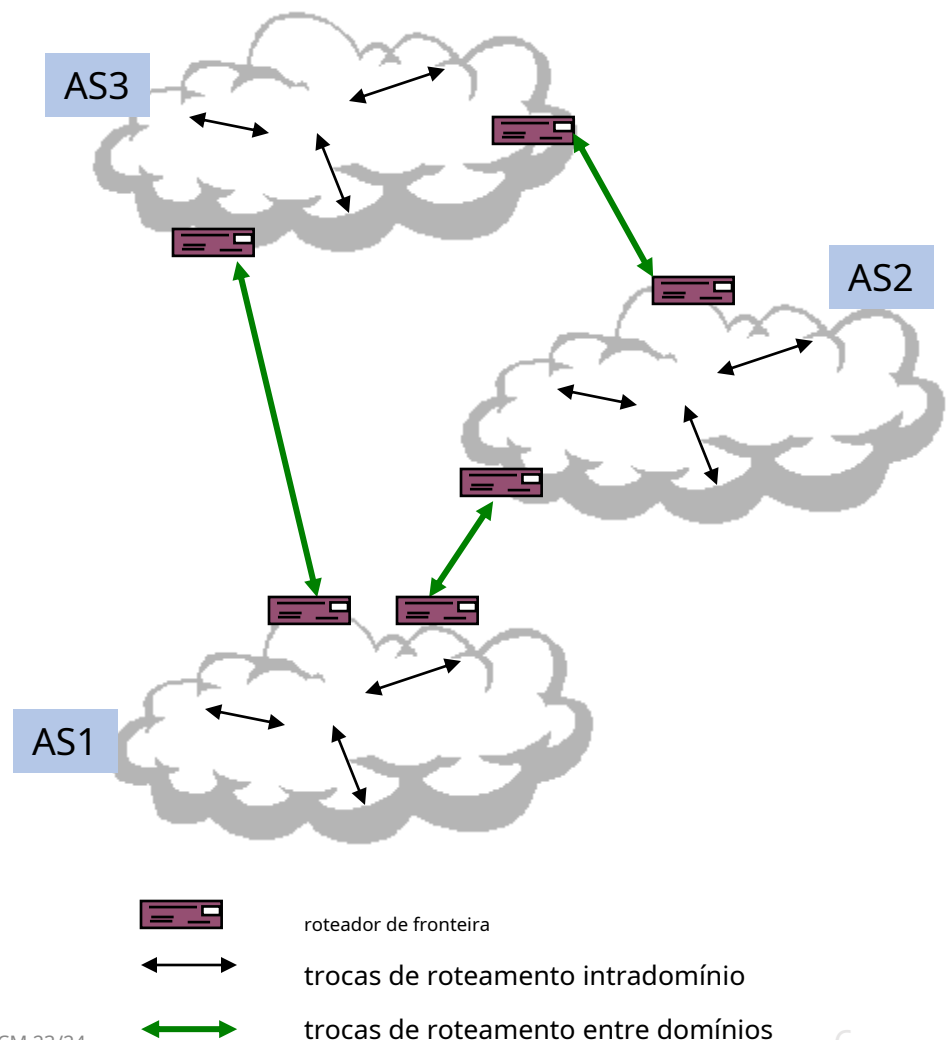 AS3
AS2
AS1
roteador de fronteira
trocas de roteamento intradomínio
trocas de roteamento entre domínios